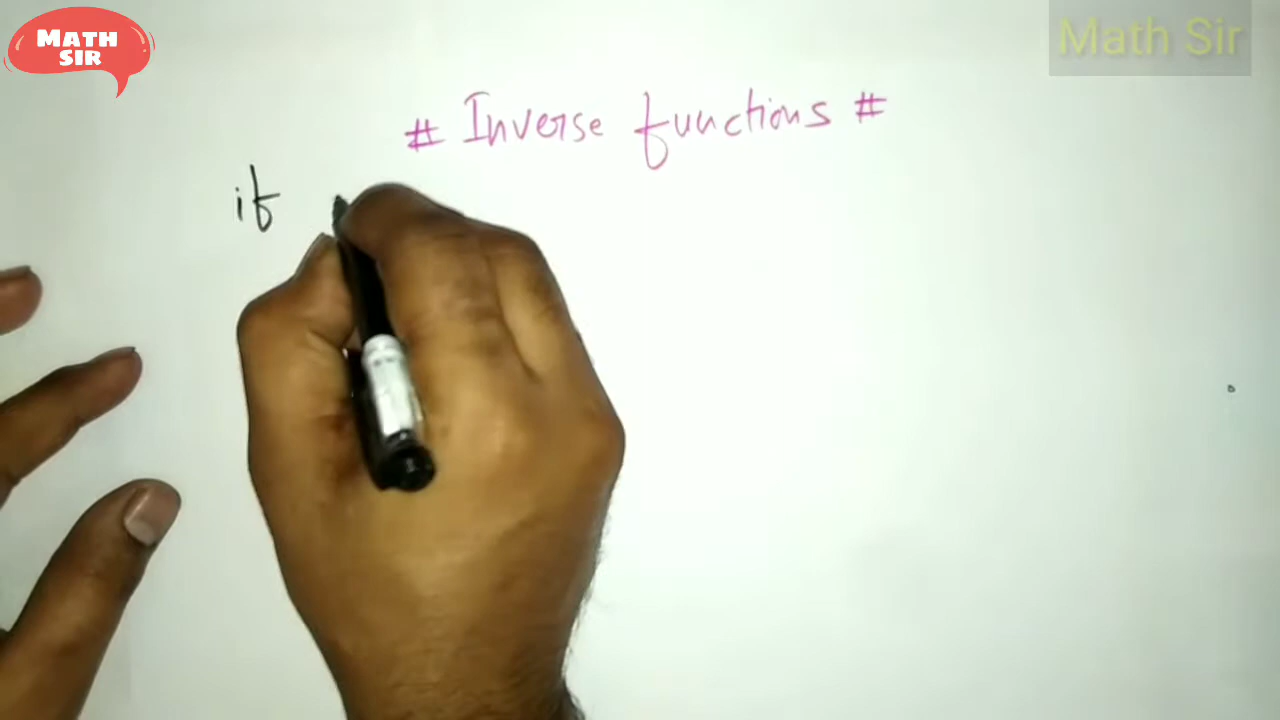 MATH
SIR
Math Sir
# Inverse functions #
if